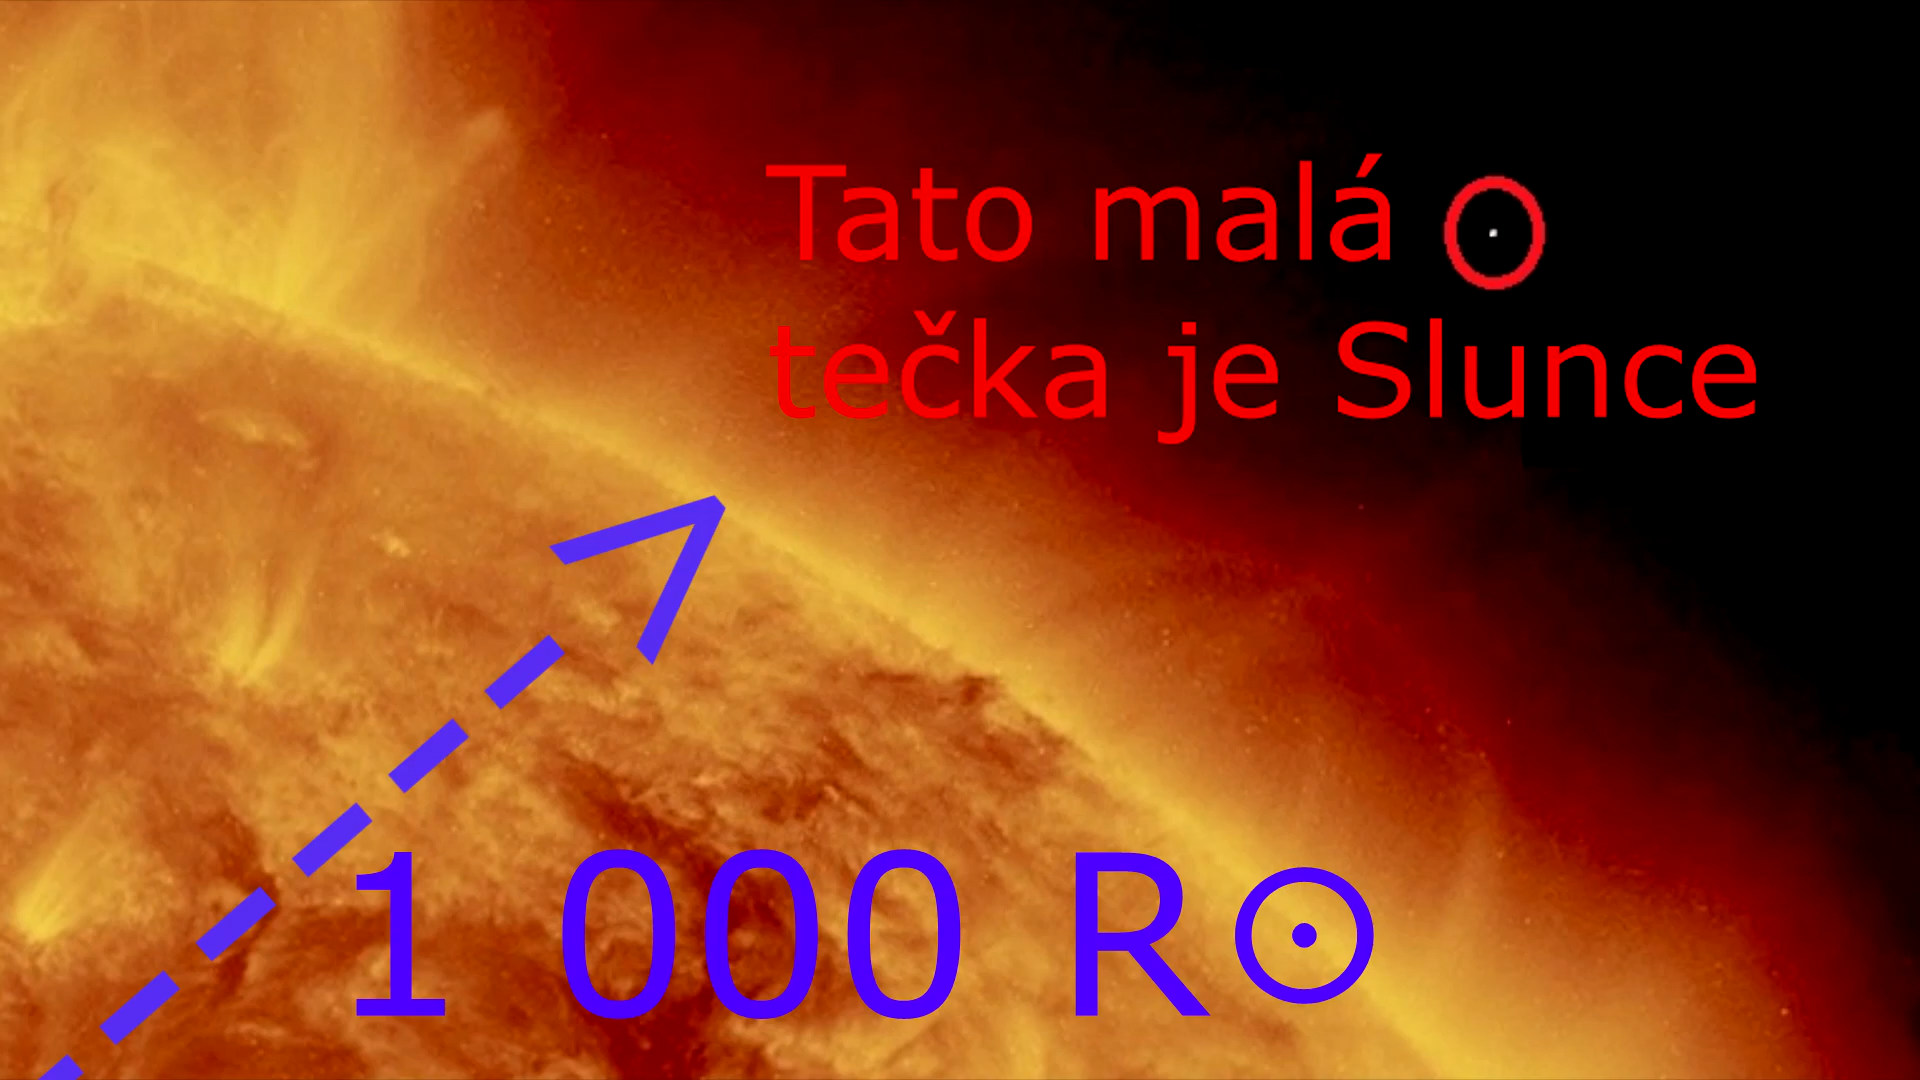 Tato malá
tečka je Slunce
1 000 R☉